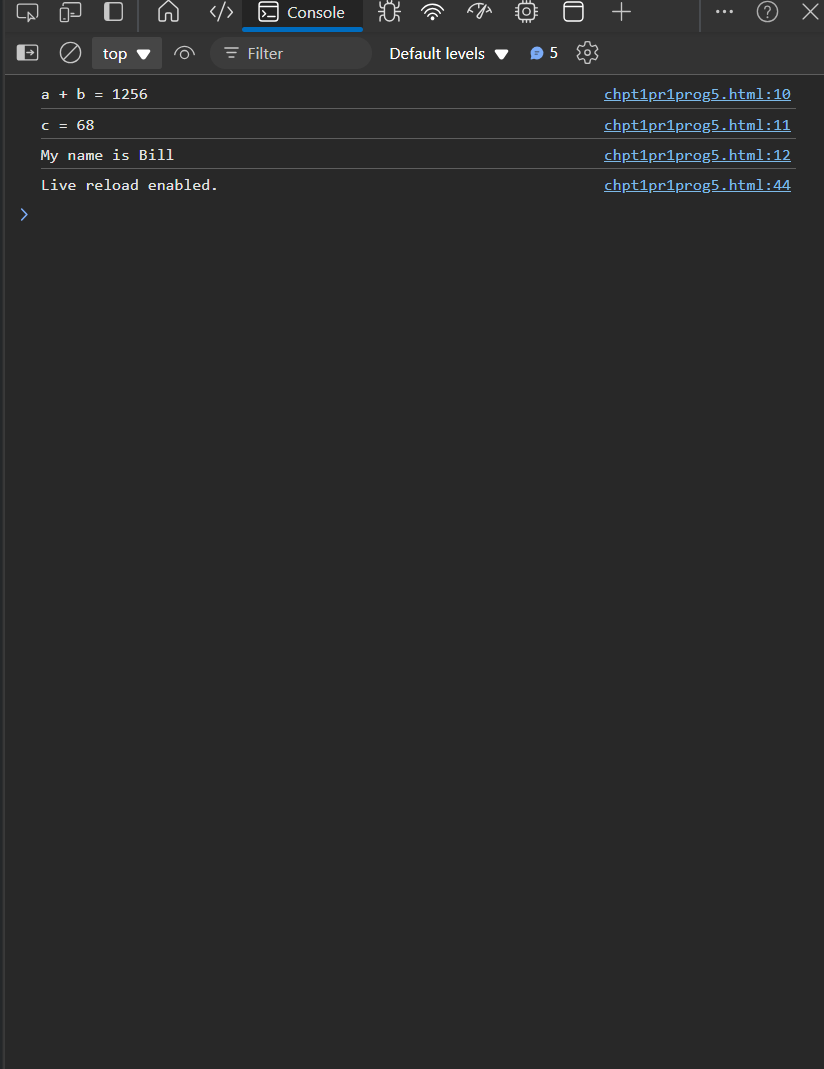 Console
top Filter Default levels 5
a + b = 1256 chpt1pr1prog5.html:10
c = 68 chpt1pr1prog5.html:11
My name is Bill chpt1pr1prog5.html:12
Live reload enabled. chpt1pr1prog5.html:44